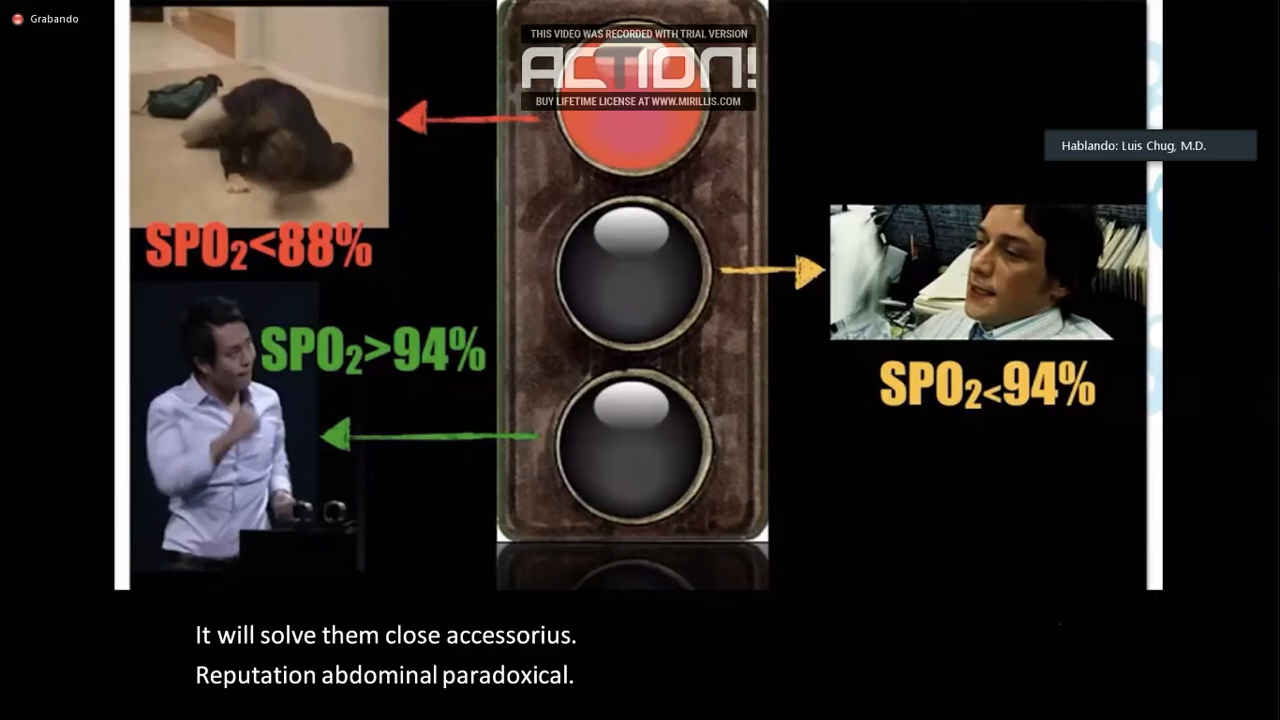 Grabando
THIS VIDEO WAS RECORDED WITH TRIAL VERSION
ACTION!
BUY LIFETIME LICENSE AT WWW.MIRILLIS.COM
Hablando: Luis Chug, M.D.
SPO₂<88%
SPO₂>94%
SPO₂<94%
It will solve them close accessorius.
Reputation abdominal paradoxical.